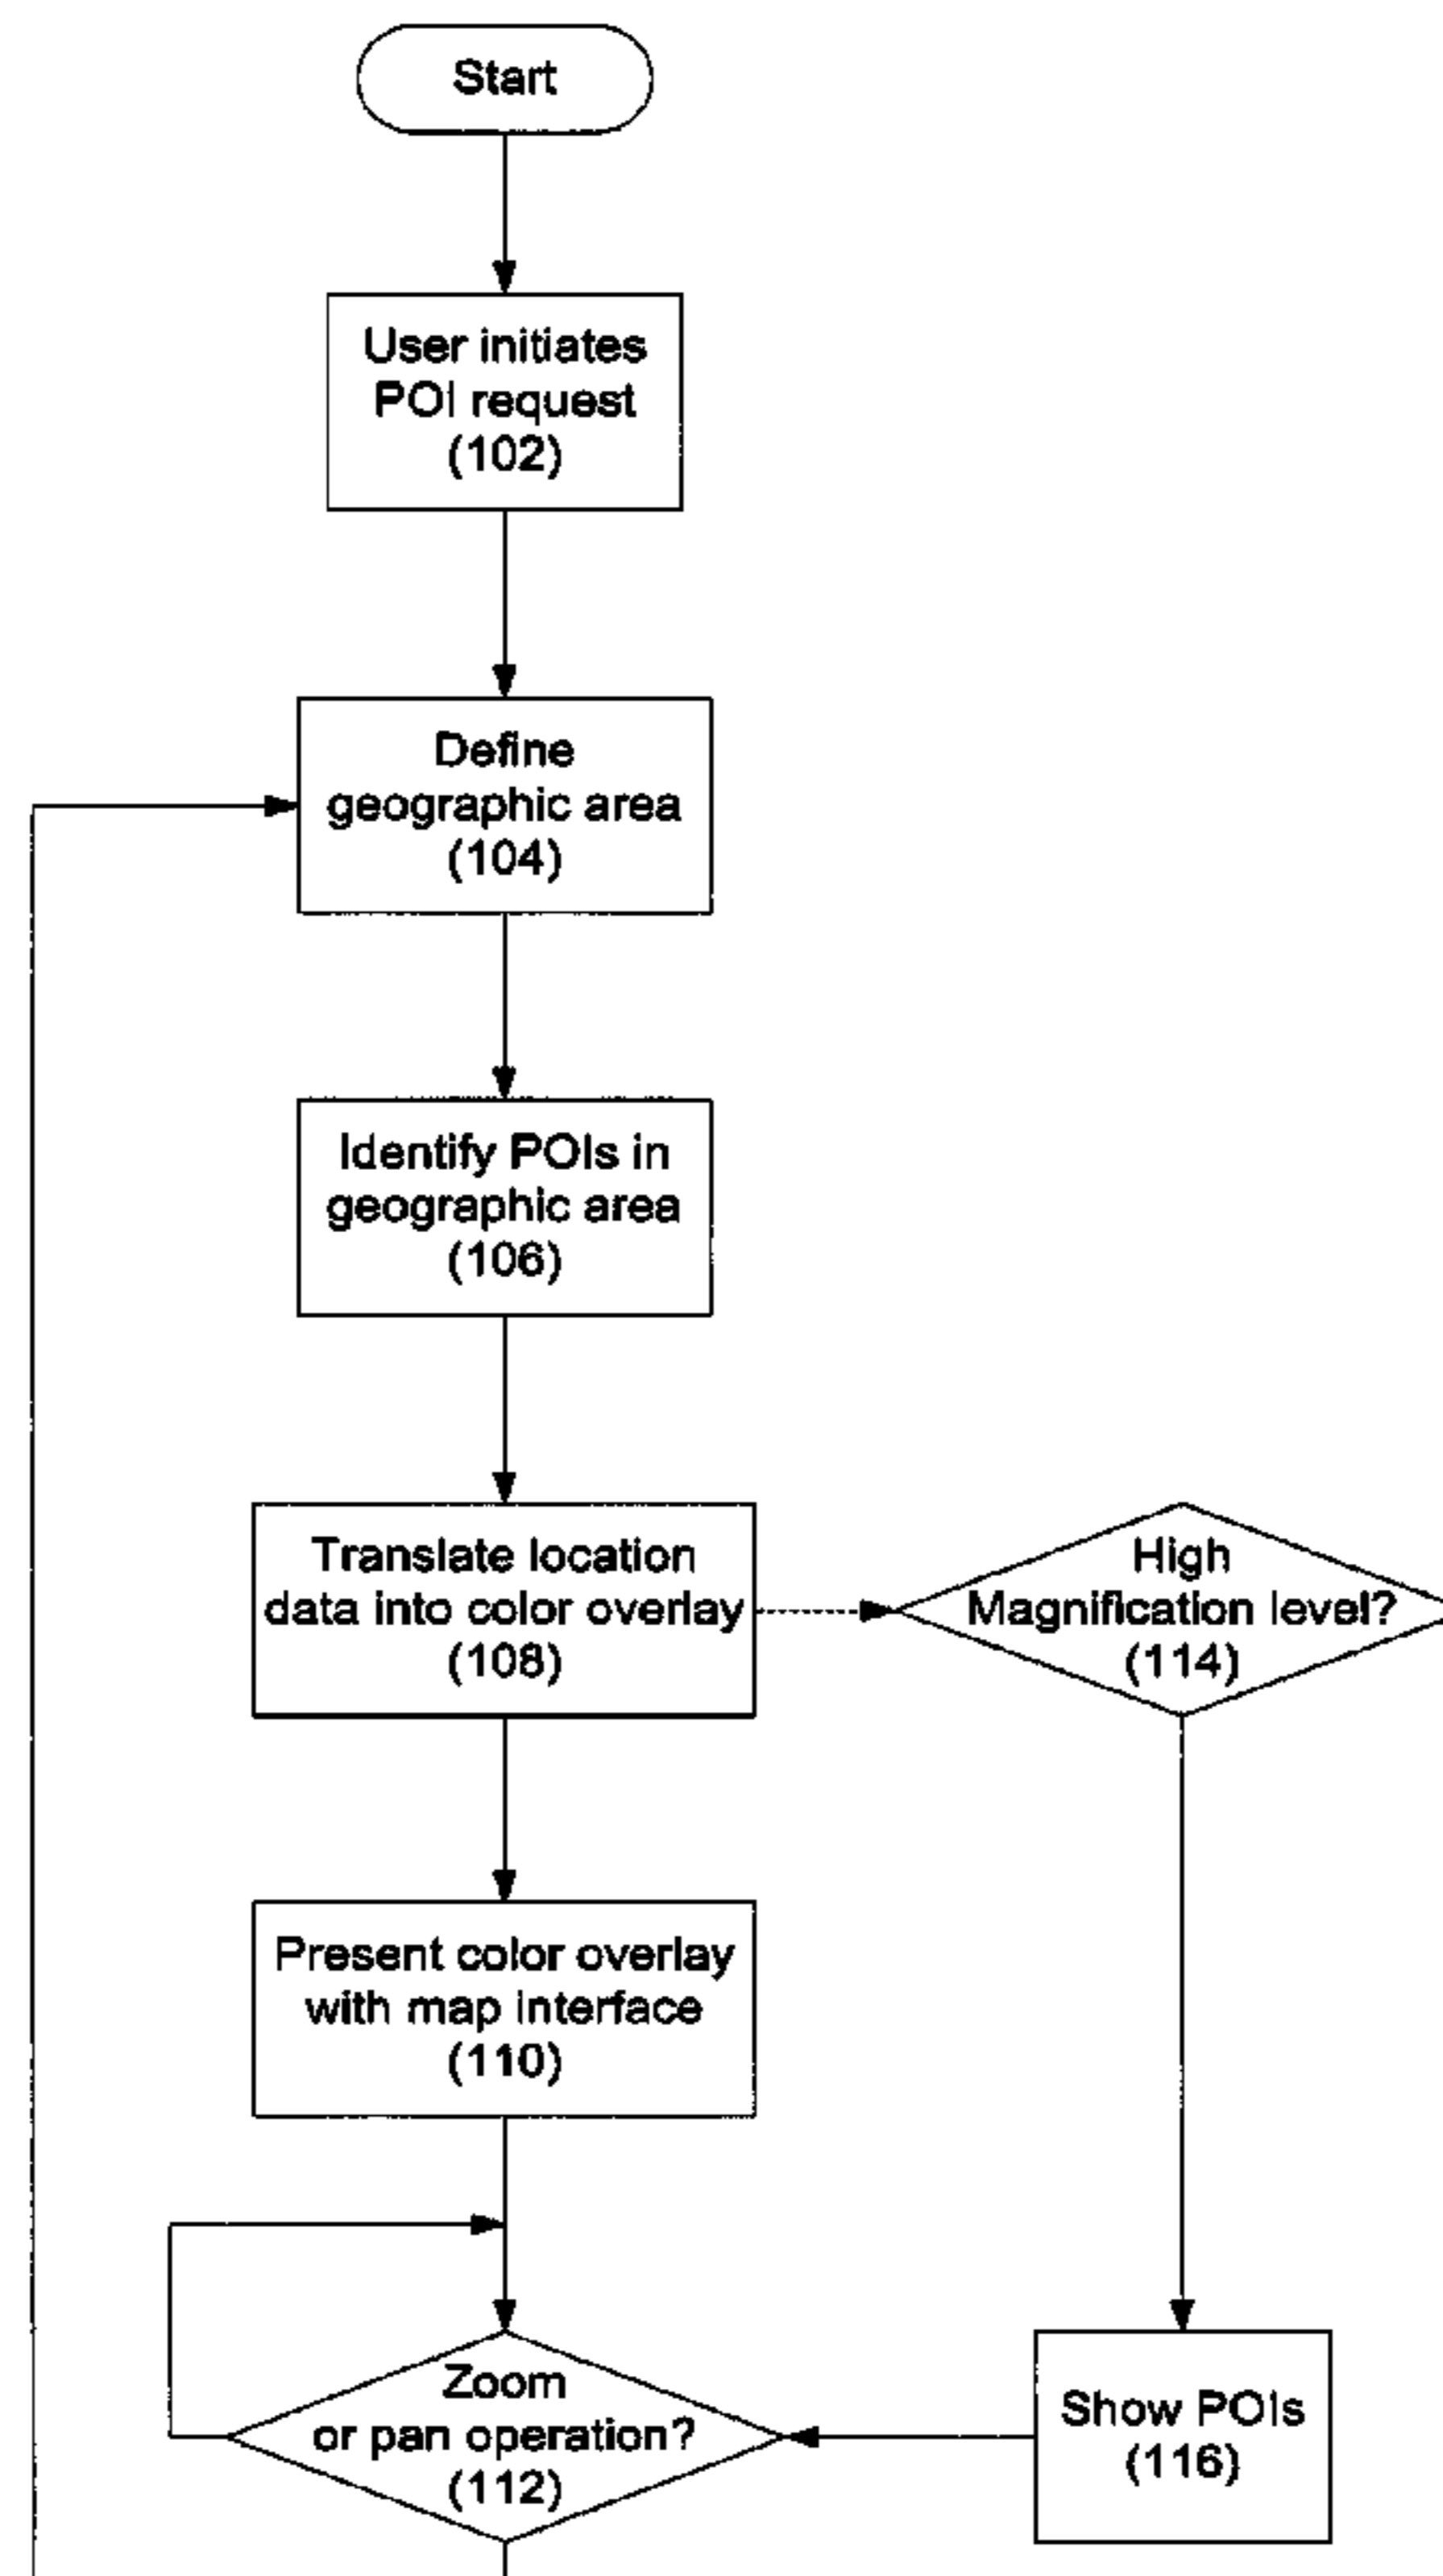 Start
User initiates
POI request
(102)
Define
geographic area
(104)
Identify POIs in
geographic area
(106)
Translate location
data into color overlay
(108)
High
Magnification level?
(114)
Present color overlay
with map interface
(110)
Zoom
or pan operation?
(112)
Show POIs
(116)